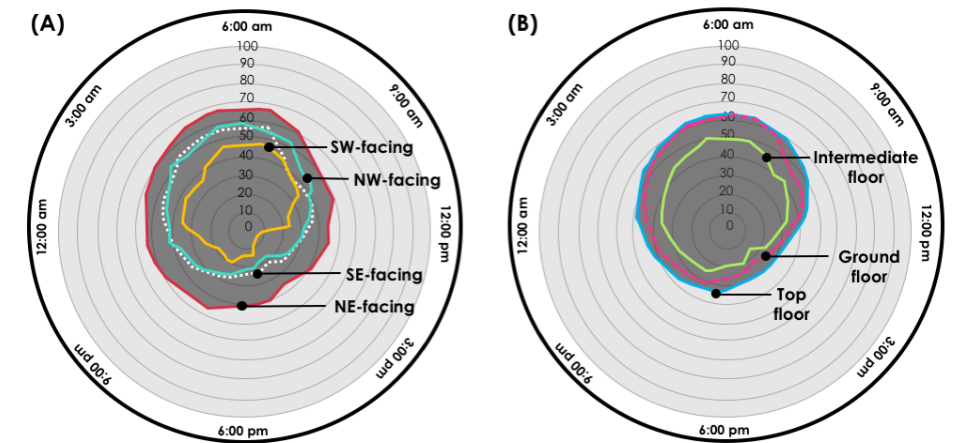 (A)
6:00 am
100
90
80
70
60
50
40
30
20
10
0
3:00 am
9:00 am
12:00 am
12:00 pm
9:00 pm
3:00 pm
6:00 pm
SW-facing
NW-facing
SE-facing
NE-facing
(B)
6:00 am
100
90
80
70
60
50
40
30
20
10
0
3:00 am
9:00 am
12:00 am
12:00 pm
9:00 pm
3:00 pm
6:00 pm
Intermediate
floor
Ground
floor
Top
floor